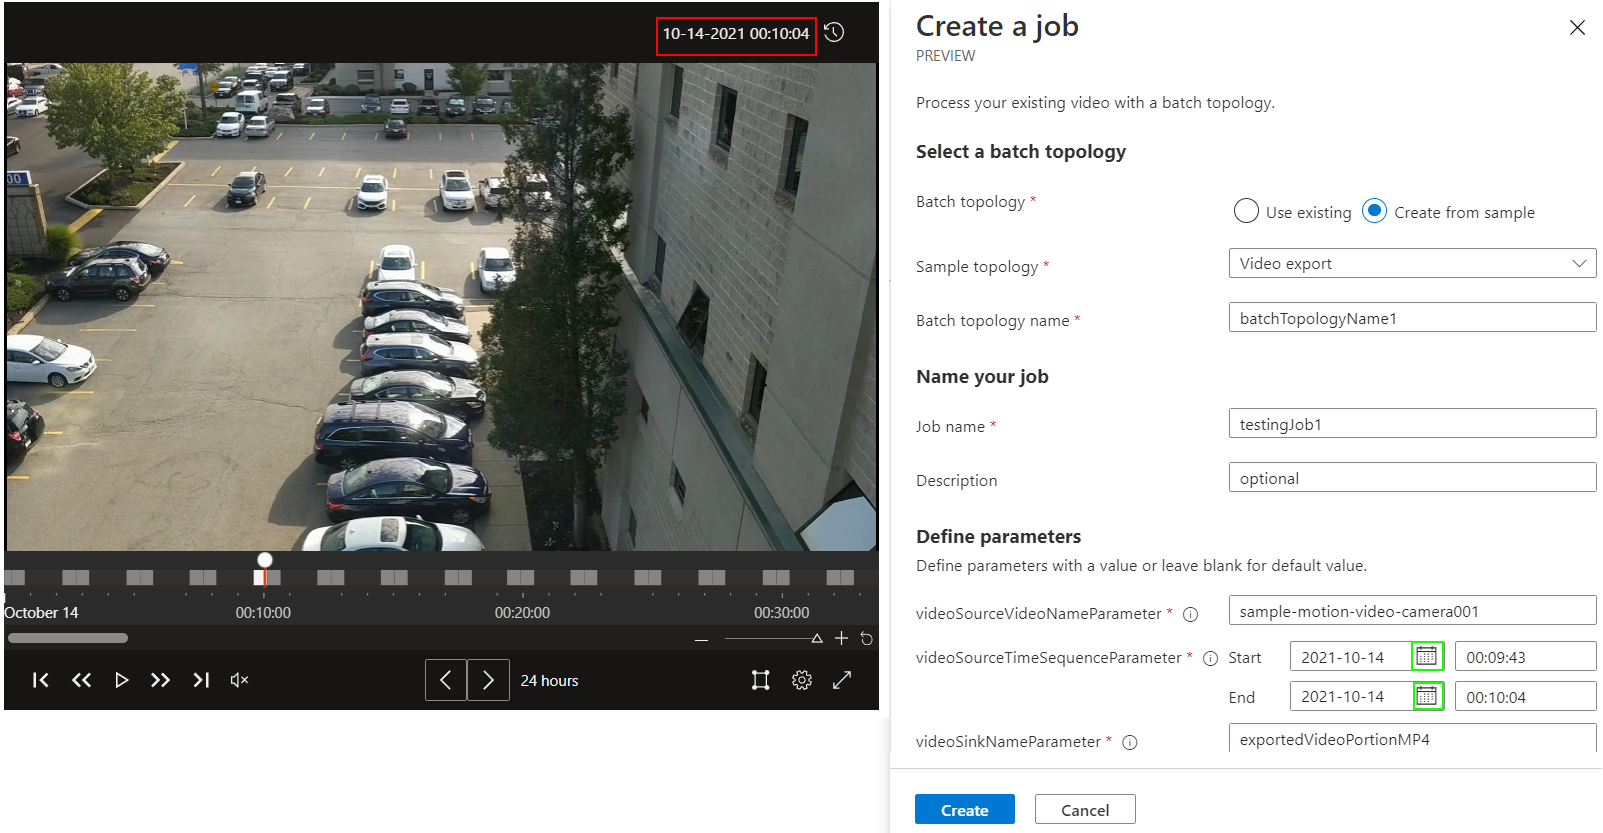 10-14-2021 00:10:04
00
October 14
00:10:00
00:20:00
00:30:00
24 hours
Create a job
PREVIEW
Process your existing video with a batch topology.
Select a batch topology
Batch topology *
Use existing
Create from sample
Sample topology *
Video export
Batch topology name *
batchTopologyName1
Name your job
Job name *
testingJob1
Description
optional
Define parameters
Define parameters with a value or leave blank for default value.
videoSourceVideoNameParameter *
sample-motion-video-camera001
videoSourceTimeSequenceParameter *
Start
2021-10-14
00:09:43
End
2021-10-14
00:10:04
videoSinkNameParameter *
exportedVideoPortionMP4
Create
Cancel